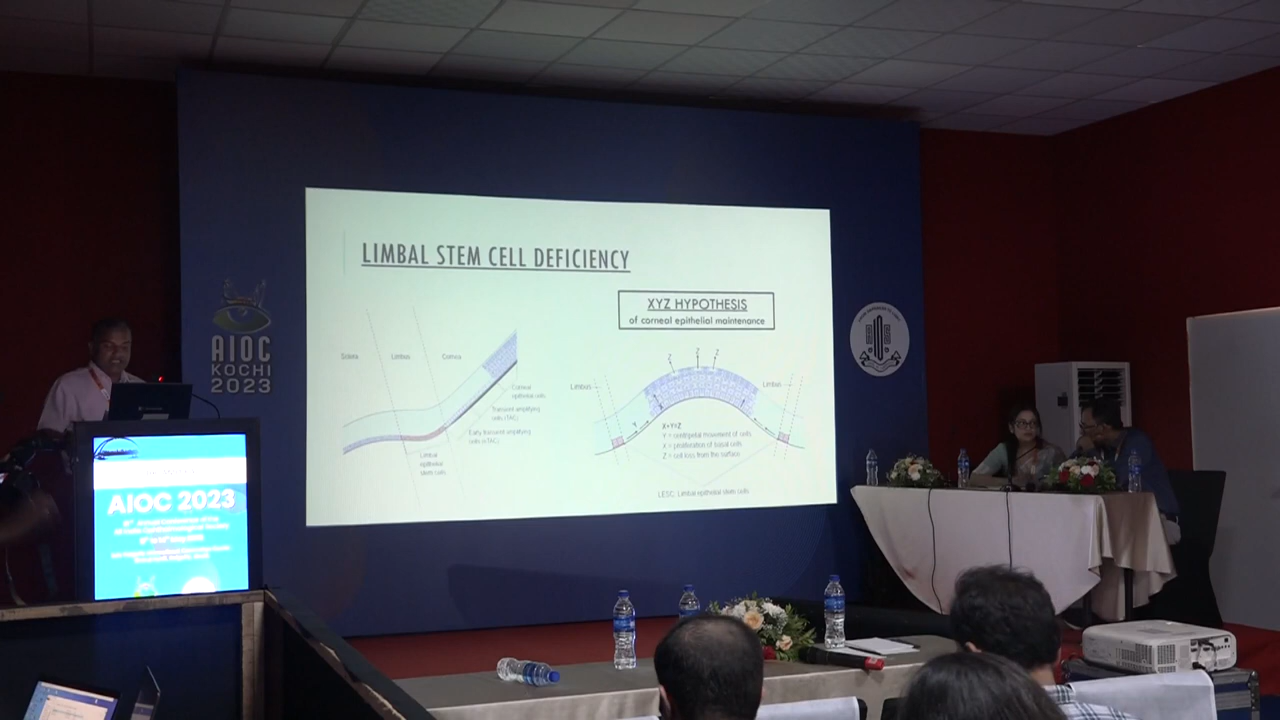 LIMBAL STEM CELL DEFICIENCY
XYZ HYPOTHESIS
of corneal epithelial maintenance
Sclera
Limbus
Cornea
Corneal
epithelial cells
Transient amplifying
cells (TAC)
Early transient amplifying
cells (eTAC)
Limbal
epithelial
stem cells
Z
Z
Z
Limbus
Limbus
Y
X+Y=Z
Y = centripetal movement of cells
X = proliferation of basal cells
Z = cell loss from the surface
LESC: Limbal epithelial stem cells
AIOC
KOCHI
2023
AIOC 2023